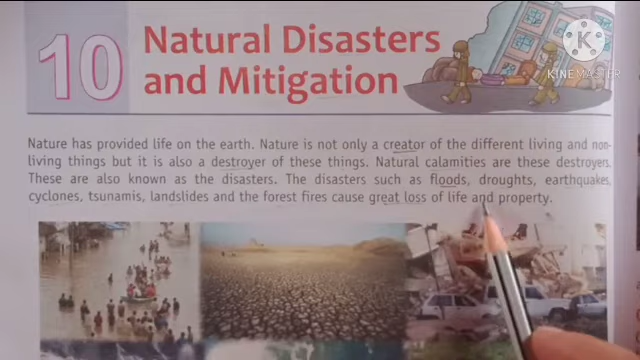 10
Natural Disasters
and Mitigation
K
KINEMASTER
Nature has provided life on the earth. Nature is not only a creator of the different living and non-
living things but it is also a destroyer of these things. Natural calamities are these destroyers.
These are also known as the disasters. The disasters such as floods, droughts, earthquakes,
cyclones, tsunamis, landslides and the forest fires cause great loss of life and property.